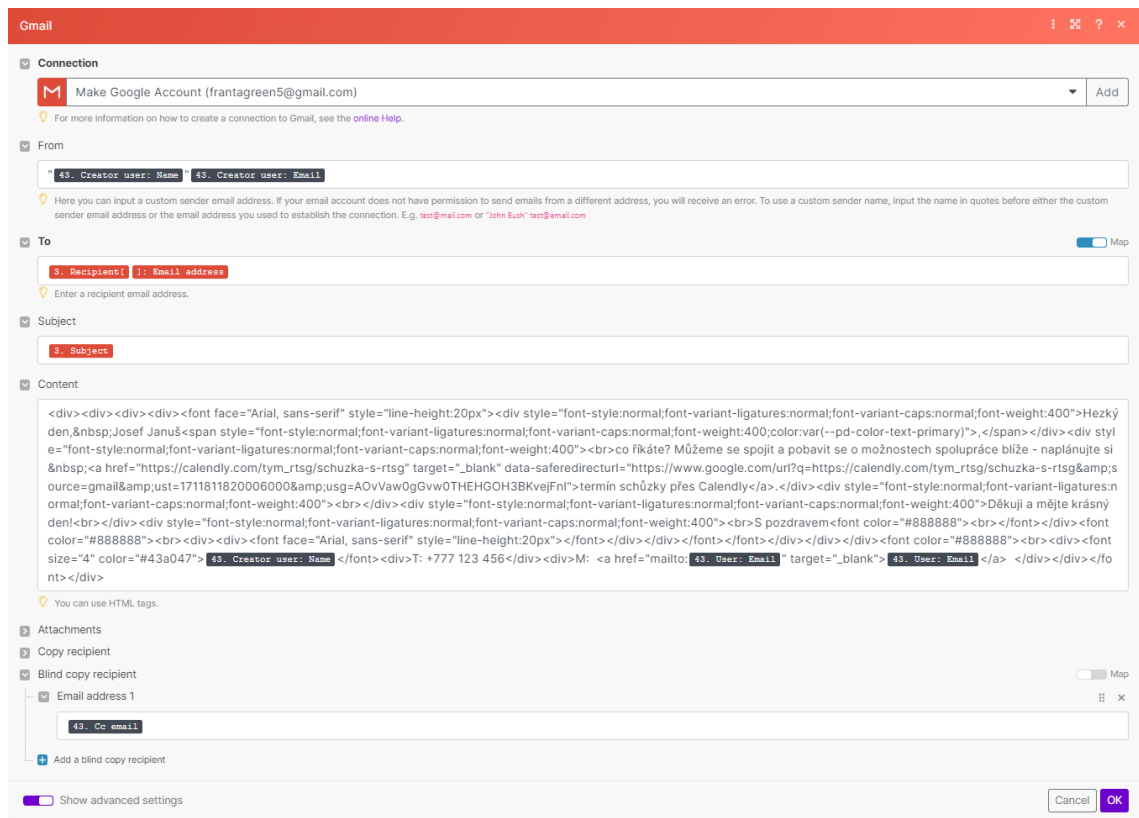 Gmail
Connection
Make Google Account (frantagreen5@gmail.com)
Add
For more information on how to create a connection to Gmail, see the online Help.
From
" 43. Creator user: Name " 43. Creator user: Email
Here you can input a custom sender email address. If your email account does not have permission to send emails from a different address, you will receive an error. To use a custom sender name, input the name in quotes before either the custom
sender email address or the email address you used to establish the connection. E.g. test@mail.com or "John Bush" test@email.com
To
Map
3. Recipient[ ]: Email address
Enter a recipient email address.
Subject
3. Subject
Content
<div><div><div><div><font face="Arial, sans-serif" style="line-height:20px"><div style="font-style:normal;font-variant-ligatures:normal;font-variant-caps:normal;font-weight:400">Hezký
den,&nbsp;Josef Januš<span style="font-style:normal;font-variant-ligatures:normal;font-variant-caps:normal;font-weight:400;color:var(--pd-color-text-primary)">,</span></div><div styl
e="font-style:normal;font-variant-ligatures:normal;font-variant-caps:normal;font-weight:400"><br>co říkáte? Můžeme se spojit a pobavit se o možnostech spolupráce blíže - naplánujte si
&nbsp;<a href="https://calendly.com/tym_rtsg/schuzka-s-rtsg" target="_blank" data-saferedirecturl="https://www.google.com/url?q=https://calendly.com/tym_rtsg/schuzka-s-rtsg&amp;s
ource=gmail&amp;ust=1711811820006000&amp;usg=AOvVaw0gGvw0THEHGOH3BKvejFnI">termín schůzky přes Calendly</a>.</div><div style="font-style:normal;font-variant-ligatures:n
ormal;font-variant-caps:normal;font-weight:400"><br></div><div style="font-style:normal;font-variant-ligatures:normal;font-variant-caps:normal;font-weight:400">Děkuji a mějte krásný
den!<br></div><div style="font-style:normal;font-variant-ligatures:normal;font-variant-caps:normal;font-weight:400"><br>S pozdravem<font color="#888888"><br></font></div><font
color="#888888"><br><div><div><font face="Arial, sans-serif" style="line-height:20px"></font></div></div></font></div></div></div></div><font color="#888888"><br><div><font
size="4" color="#43a047"> 43. Creator user: Name </font><div>T: +777 123 456</div><div>M:  <a href="mailto: 43. User: Email " target="_blank"> 43. User: Email </a>  </div></div></fo
nt></div>
You can use HTML tags.
Attachments
Copy recipient
Blind copy recipient
Map
Email address 1
43. Cc email
Add a blind copy recipient
Show advanced settings
Cancel
OK